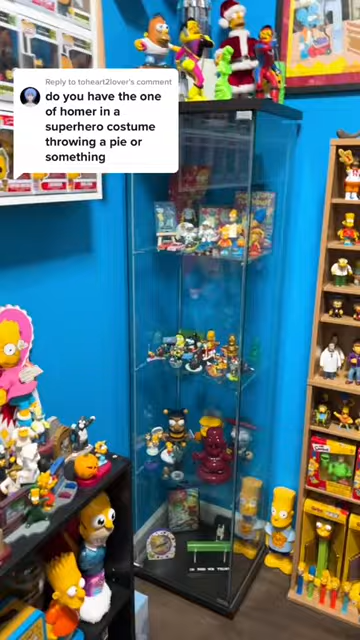 Reply to toheart2lover's comment
do you have the one
of homer in a
superhero costume
throwing a pie or
something